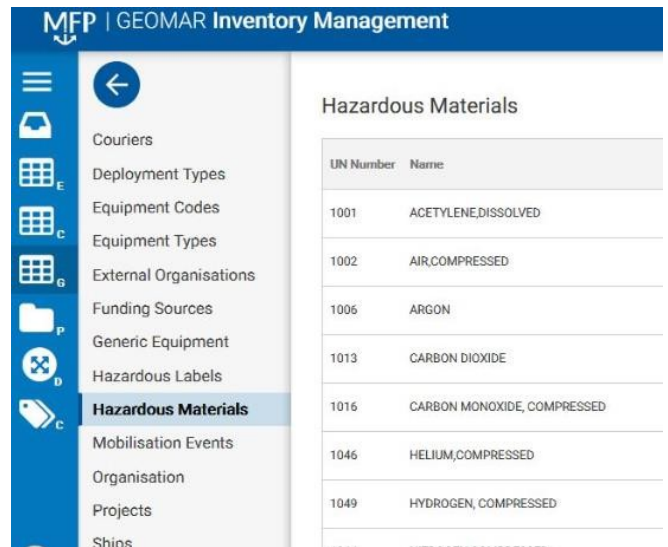 MFP | GEOMAR Inventory Management
E
C
G
P
D
C
Couriers
Deployment Types
Equipment Codes
Equipment Types
External Organisations
Funding Sources
Generic Equipment
Hazardous Labels
Hazardous Materials
Mobilisation Events
Organisation
Projects
Ships
Hazardous Materials
UN Number Name
1001 ACETYLENE,DISSOLVED
1002 AIR,COMPRESSED
1006 ARGON
1013 CARBON DIOXIDE
1016 CARBON MONOXIDE, COMPRESSED
1046 HELIUM,COMPRESSED
1049 HYDROGEN, COMPRESSED